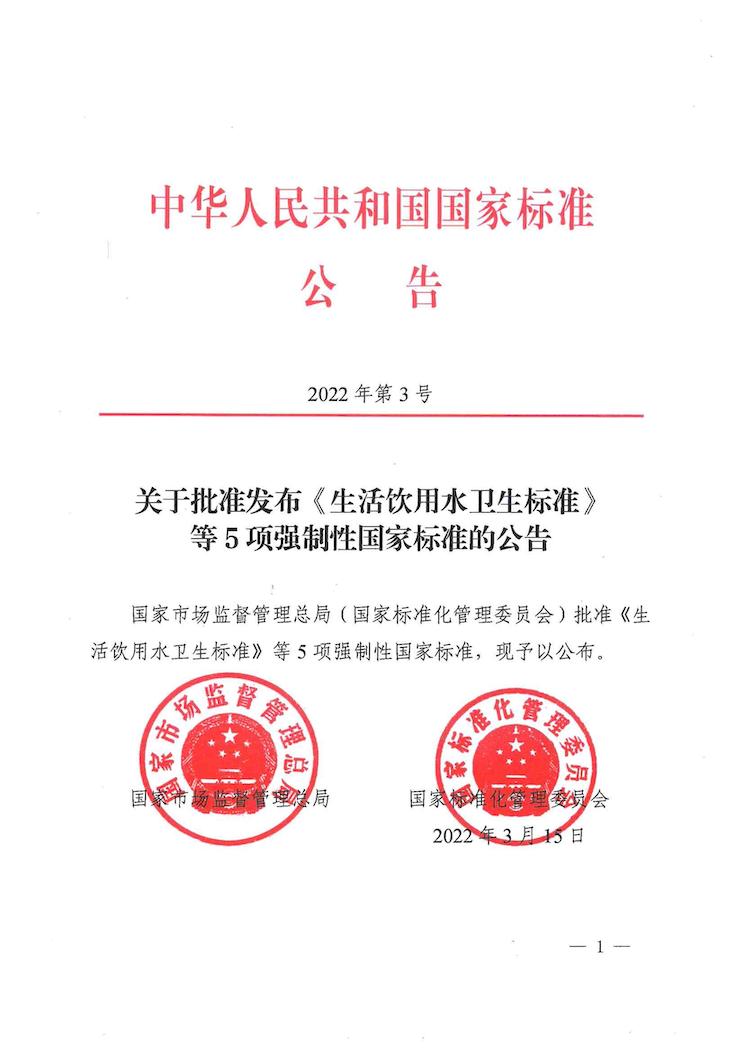 中华人民共和国国家标准
公 告
2022 年第 3 号
关于批准发布《生活饮用水卫生标准》
等 5 项强制性国家标准的公告
国家市场监督管理总局（国家标准化管理委员会）批准《生
活饮用水卫生标准》等 5 项强制性国家标准，现予以公布。
国家市场监督管理总局
国家标准化管理委员会
国家市场监督管理总局
国家标准化管理委员会
2022 年 3 月 15 日
— 1 —